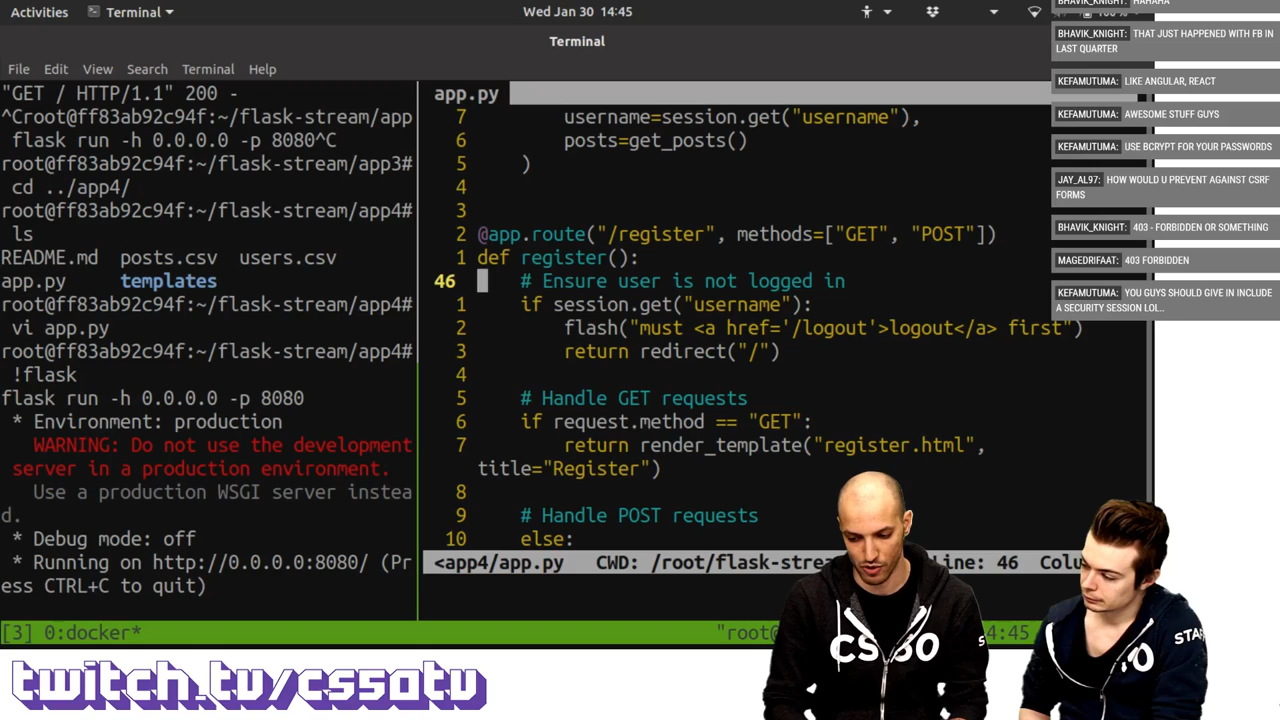 Activities
Terminal
Wed Jan 30 14:45
Terminal
File Edit View Search Terminal Help
"GET / HTTP/1.1" 200 -
^Croot@ff83ab92c94f:~/flask-stream/app
flask run -h 0.0.0.0 -p 8080^C
root@ff83ab92c94f:~/flask-stream/app3#
cd ../app4/
root@ff83ab92c94f:~/flask-stream/app4#
ls
README.md posts.csv users.csv
app.py templates
root@ff83ab92c94f:~/flask-stream/app4#
vi app.py
root@ff83ab92c94f:~/flask-stream/app4#
!flask
flask run -h 0.0.0.0 -p 8080
* Environment: production
WARNING: Do not use the development
server in a production environment.
Use a production WSGI server instea
d.
* Debug mode: off
* Running on http://0.0.0.0:8080/ (Pr
ess CTRL+C to quit)
app.py
7 username=session.get("username"),
6 posts=get_posts()
5 )
4
3
2 @app.route("/register", methods=["GET", "POST"])
1 def register():
46 # Ensure user is not logged in
1 if session.get("username"):
2 flash("must <a href='/logout'>logout</a> first")
3 return redirect("/")
4
5 # Handle GET requests
6 if request.method == "GET":
7 return render_template("register.html",
title="Register")
8
9 # Handle POST requests
10 else:
<app4/app.py CWD: /root/flask-strea Line: 46 Colu
[3] 0:docker* "root@ 4:45
HAHAHA
BHAVIK_KNIGHT: THAT JUST HAPPENED WITH FB IN
LAST QUARTER
KEFAMUTUMA: LIKE ANGULAR, REACT
KEFAMUTUMA: AWESOME STUFF GUYS
KEFAMUTUMA: USE BCRYPT FOR YOUR PASSWORDS
JAY_AL97: HOW WOULD U PREVENT AGAINST CSRF
FORMS
BHAVIK_KNIGHT: 403 - FORBIDDEN OR SOMETHING
MAGEDRIFAAT: 403 FORBIDDEN
KEFAMUTUMA: YOU GUYS SHOULD GIVE IN INCLUDE
A SECURITY SESSION LOL..
twitch.tv/cs50tv